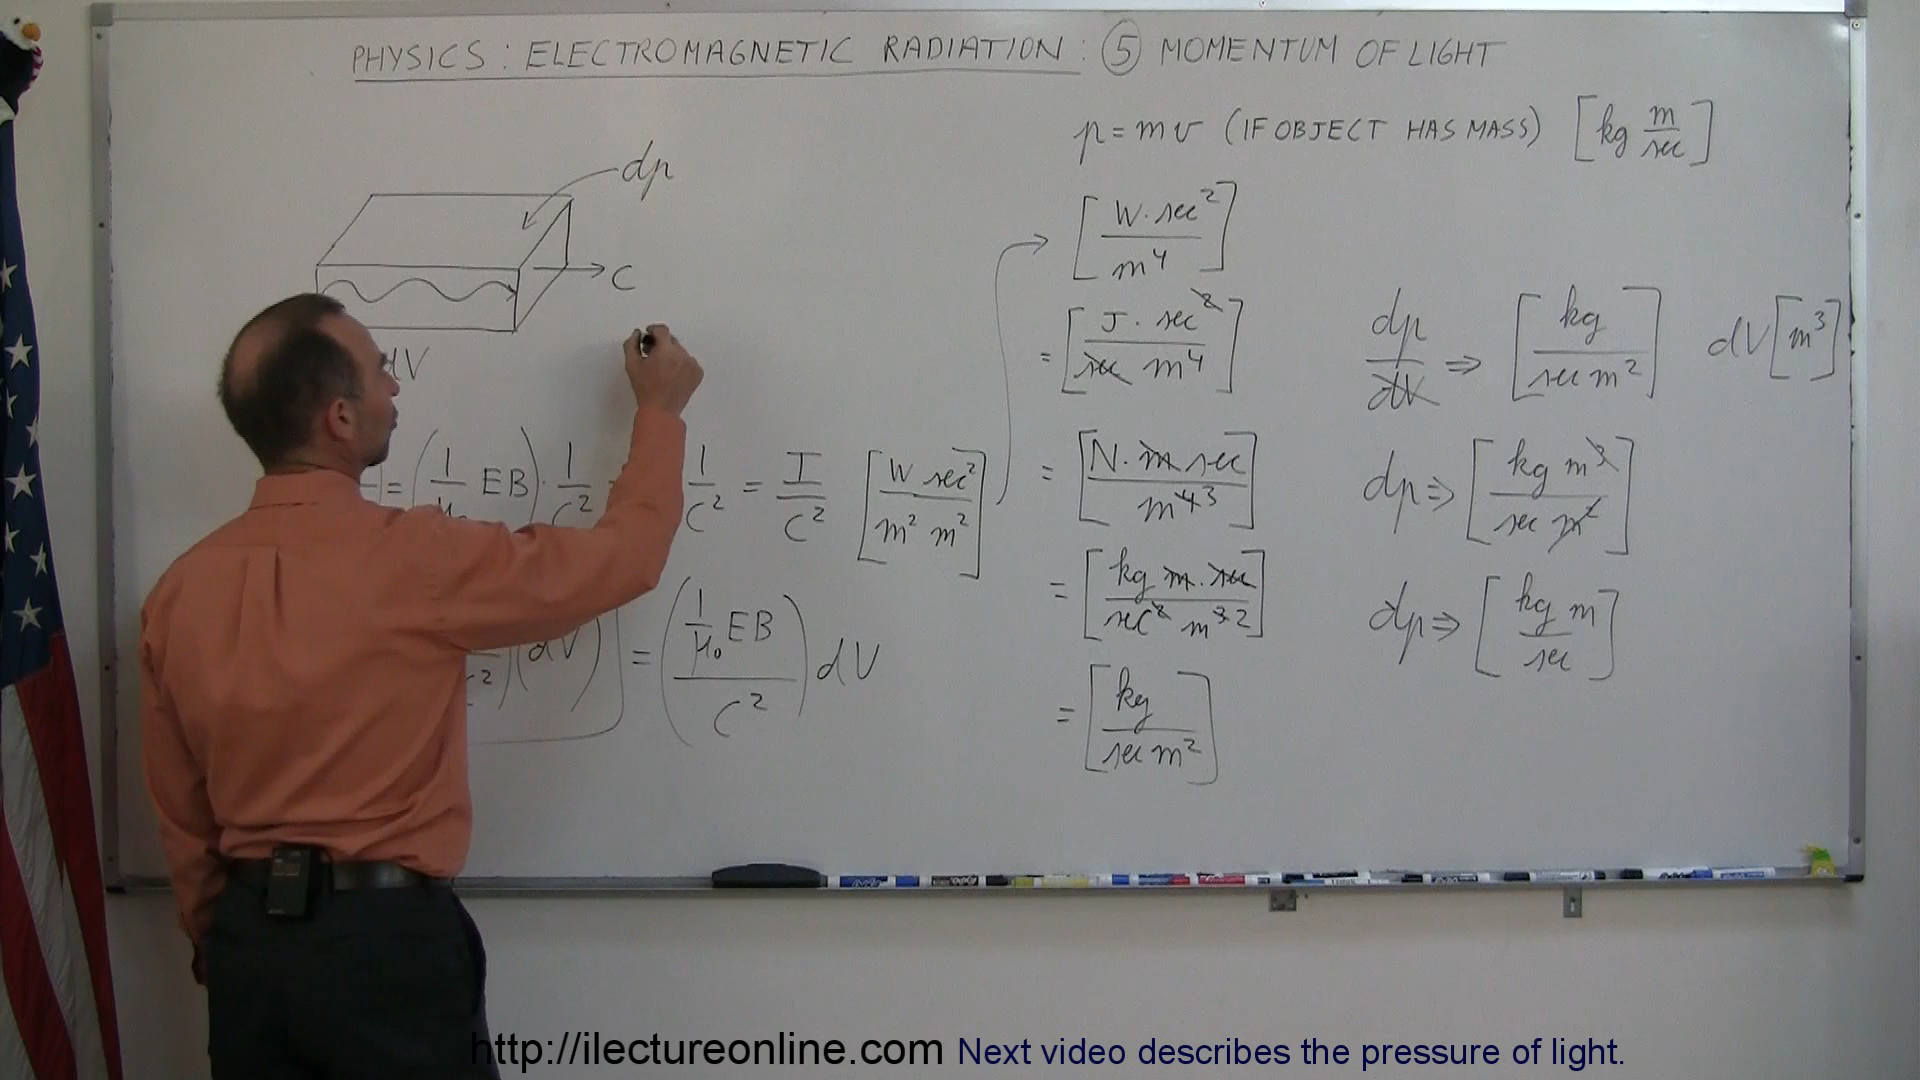 PHYSICS : ELECTROMAGNETIC RADIATION : ⑤ MOMENTUM OF LIGHT
p = mv (IF OBJECT HAS MASS) [kg m/sec]
dp
C
dV
= (1/μ₀ EB) · 1/C² 1/C² = I/C² [W sec²/m² m²]
(dV) = ((1/μ₀ EB)/C²) dV
[W · sec²/m⁴]
= [J · sec²/sec m⁴]
= [N · m sec/m⁴ 3]
= [kg m · sec/sec² m³ 2]
= [kg/sec m²]
dp/dV ⇒ [kg/sec m²] dV [m³]
dp ⇒ [kg m³/sec m²]
dp ⇒ [kg m/sec]
http://ilectureonline.com Next video describes the pressure of light.